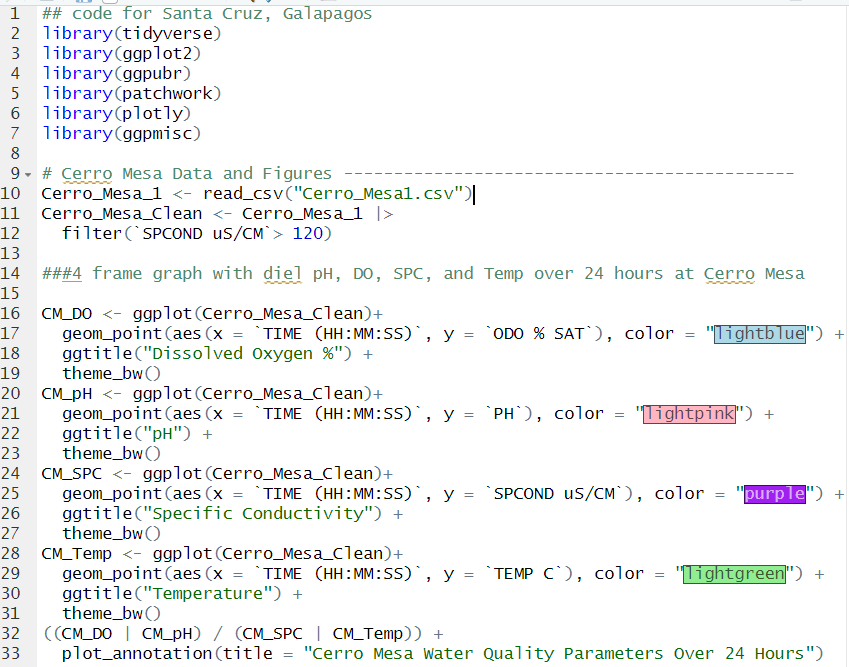 1 ## code for Santa Cruz, Galapagos
2 library(tidyverse)
3 library(ggplot2)
4 library(ggpubr)
5 library(patchwork)
6 library(plotly)
7 library(ggpmisc)
8
9 # Cerro Mesa Data and Figures ---------------------------------------------
10 Cerro_Mesa_1 <- read_csv("Cerro_Mesa1.csv")
11 Cerro_Mesa_Clean <- Cerro_Mesa_1 |>
12   filter(`SPCOND uS/CM`> 120)
13
14 ###4 frame graph with diel pH, DO, SPC, and Temp over 24 hours at Cerro Mesa
15
16 CM_DO <- ggplot(Cerro_Mesa_Clean)+
17   geom_point(aes(x = `TIME (HH:MM:SS)`, y = `ODO % SAT`), color = "lightblue") +
18   ggtitle("Dissolved Oxygen %") +
19   theme_bw()
20 CM_pH <- ggplot(Cerro_Mesa_Clean)+
21   geom_point(aes(x = `TIME (HH:MM:SS)`, y = `PH`), color = "lightpink") +
22   ggtitle("pH") +
23   theme_bw()
24 CM_SPC <- ggplot(Cerro_Mesa_Clean)+
25   geom_point(aes(x = `TIME (HH:MM:SS)`, y = `SPCOND uS/CM`), color = "purple") +
26   ggtitle("Specific Conductivity") +
27   theme_bw()
28 CM_Temp <- ggplot(Cerro_Mesa_Clean)+
29   geom_point(aes(x = `TIME (HH:MM:SS)`, y = `TEMP C`), color = "lightgreen") +
30   ggtitle("Temperature") +
31   theme_bw()
32 ((CM_DO | CM_pH) / (CM_SPC | CM_Temp)) +
33   plot_annotation(title = "Cerro Mesa Water Quality Parameters Over 24 Hours")